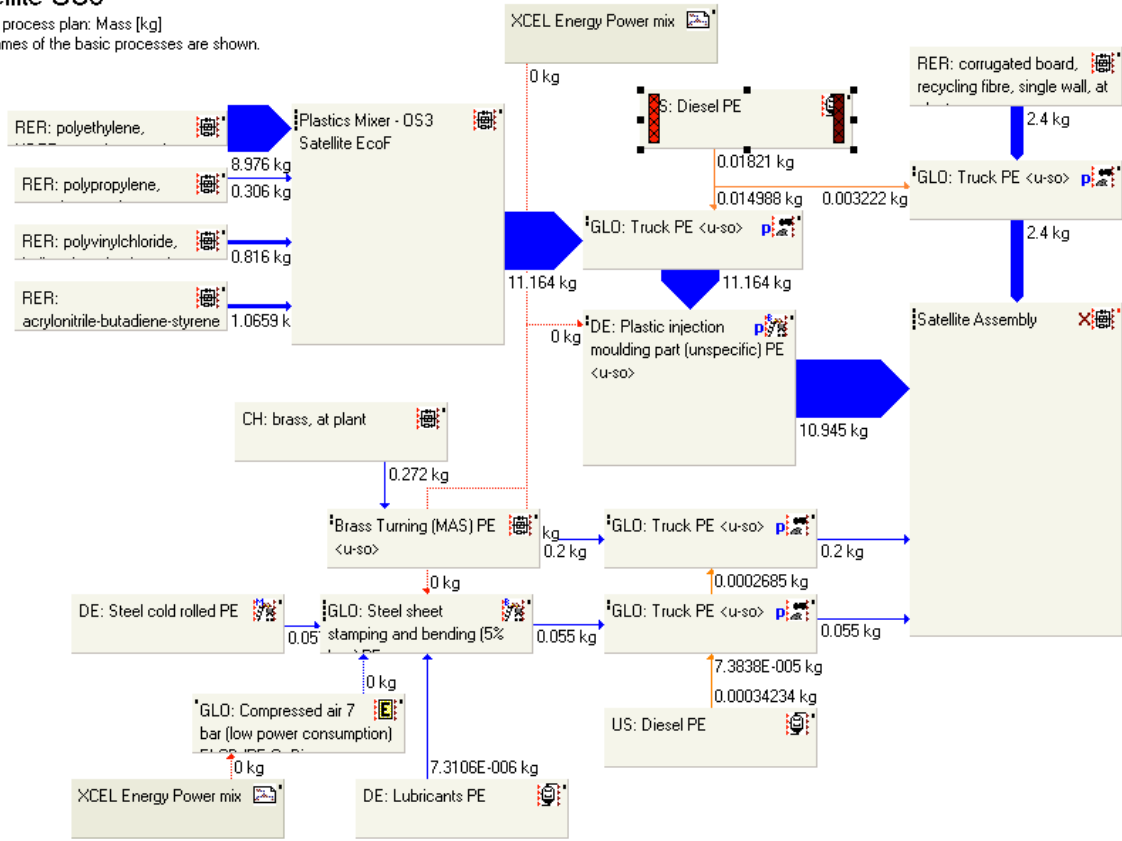 process plan: Mass [kg]
mes of the basic processes are shown.
XCEL Energy Power mix
0 kg
RER: corrugated board,
recycling fibre, single wall, at
2.4 kg
S: Diesel PE
0.01821 kg
0.014988 kg
0.003222 kg
GLO: Truck PE <u-so>
p
2.4 kg
RER: polyethylene,
8.976 kg
RER: polypropylene,
0.306 kg
RER: polyvinylchloride,
0.816 kg
RER:
acrylonitrile-butadiene-styrene
1.0659 k
Plastics Mixer - OS3
Satellite EcoF
11.164 kg
GLO: Truck PE <u-so>
p
11.164 kg
0 kg
DE: Plastic injection
moulding part (unspecific) PE
<u-so>
p
10.945 kg
Satellite Assembly
CH: brass, at plant
0.272 kg
Brass Turning (MAS) PE
<u-so>
kg
0.2 kg
GLO: Truck PE <u-so>
p
0.2 kg
0 kg
0.0002685 kg
DE: Steel cold rolled PE
0.05
GLO: Steel sheet
stamping and bending (5%
0.055 kg
GLO: Truck PE <u-so>
p
0.055 kg
0 kg
7.3838E-005 kg
0.00034234 kg
GLO: Compressed air 7
bar (low power consumption)
E
US: Diesel PE
0 kg
7.3106E-006 kg
XCEL Energy Power mix
DE: Lubricants PE